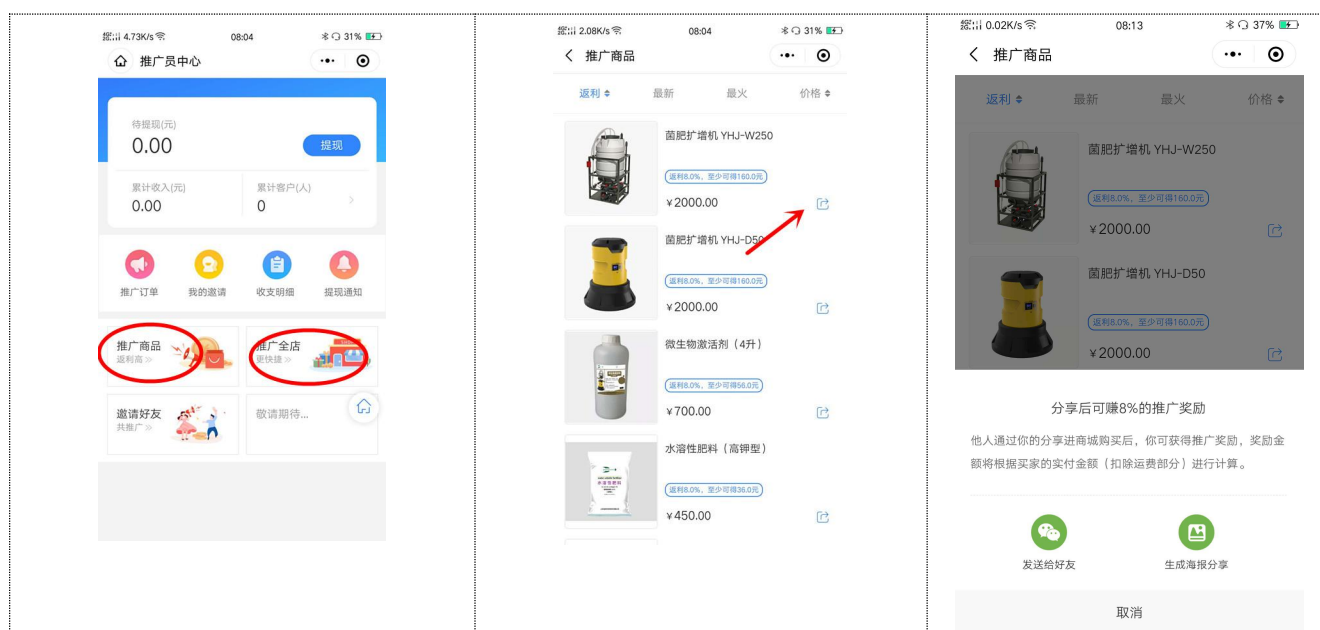 4.73K/s
08:04
31%
推广员中心
待提现(元)
0.00
提现
累计收入(元)
累计客户(人)
0.00
0
推广订单
我的邀请
收支明细
提现通知
推广商品
推广全店
返利高
更快捷
邀请好友
敬请期待...
共推广
2.08K/s
08:04
31%
推广商品
返利
最新
最火
价格
菌肥扩增机 YHJ-W250
返利8.0%，至少可得160.0元
¥2000.00
菌肥扩增机 YHJ-D50
返利8.0%，至少可得160.0元
¥2000.00
微生物激活剂（4升）
返利8.0%，至少可得56.0元
¥700.00
水溶性肥料（高钾型）
返利8.0%，至少可得36.0元
¥450.00
0.02K/s
08:13
37%
推广商品
返利
最新
最火
价格
菌肥扩增机 YHJ-W250
返利8.0%，至少可得160.0元
¥2000.00
菌肥扩增机 YHJ-D50
返利8.0%，至少可得160.0元
¥2000.00
分享后可赚8%的推广奖励
他人通过你的分享进商城购买后，你可获得推广奖励，奖励金
额将根据买家的实付金额（扣除运费部分）进行计算。
发送给好友
生成海报分享
取消